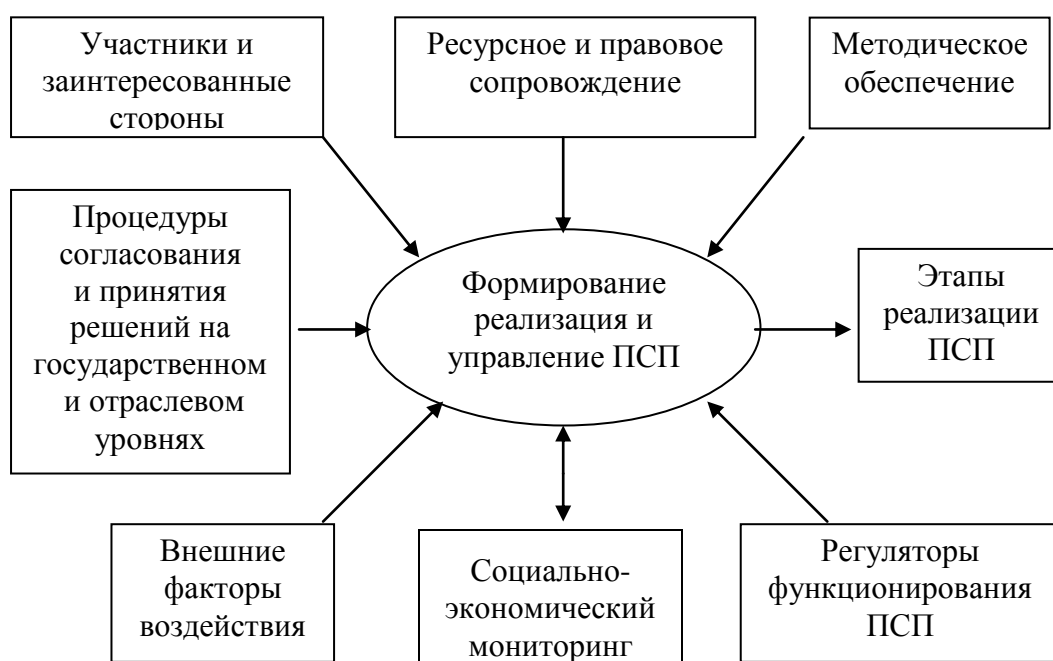 Участники и
заинтересованные
стороны
Ресурсное и правовое
сопровождение
Методическое
обеспечение
Процедуры
согласования
и принятия
решений на
государственном
и отраслевом
уровнях
Формирование
реализация и
управление ПСП
Этапы
реализации
ПСП
Внешние
факторы
воздействия
Социально-
экономический
мониторинг
Регуляторы
функционирования
ПСП